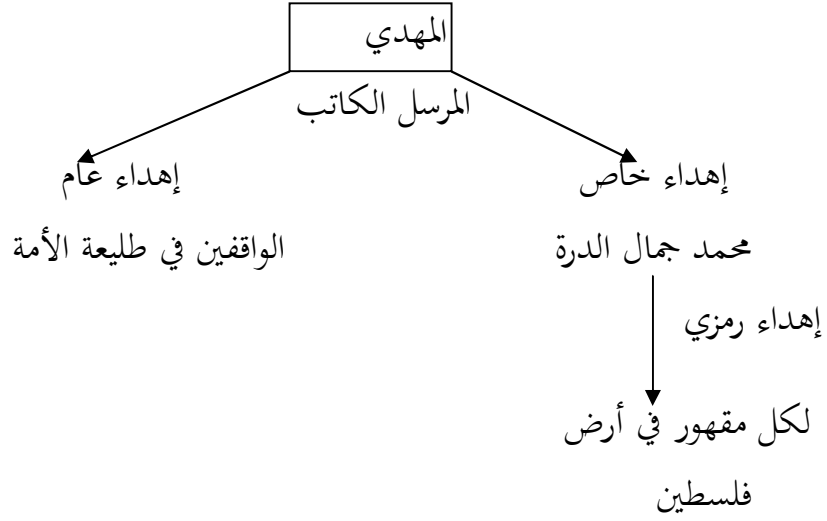 المهدي
المرسل الكاتب
إهداء خاص
إهداء عام
محمد جمال الدرة
الواقفين في طليعة الأمة
إهداء رمزي
لكل مقهور في أرض
فلسطين